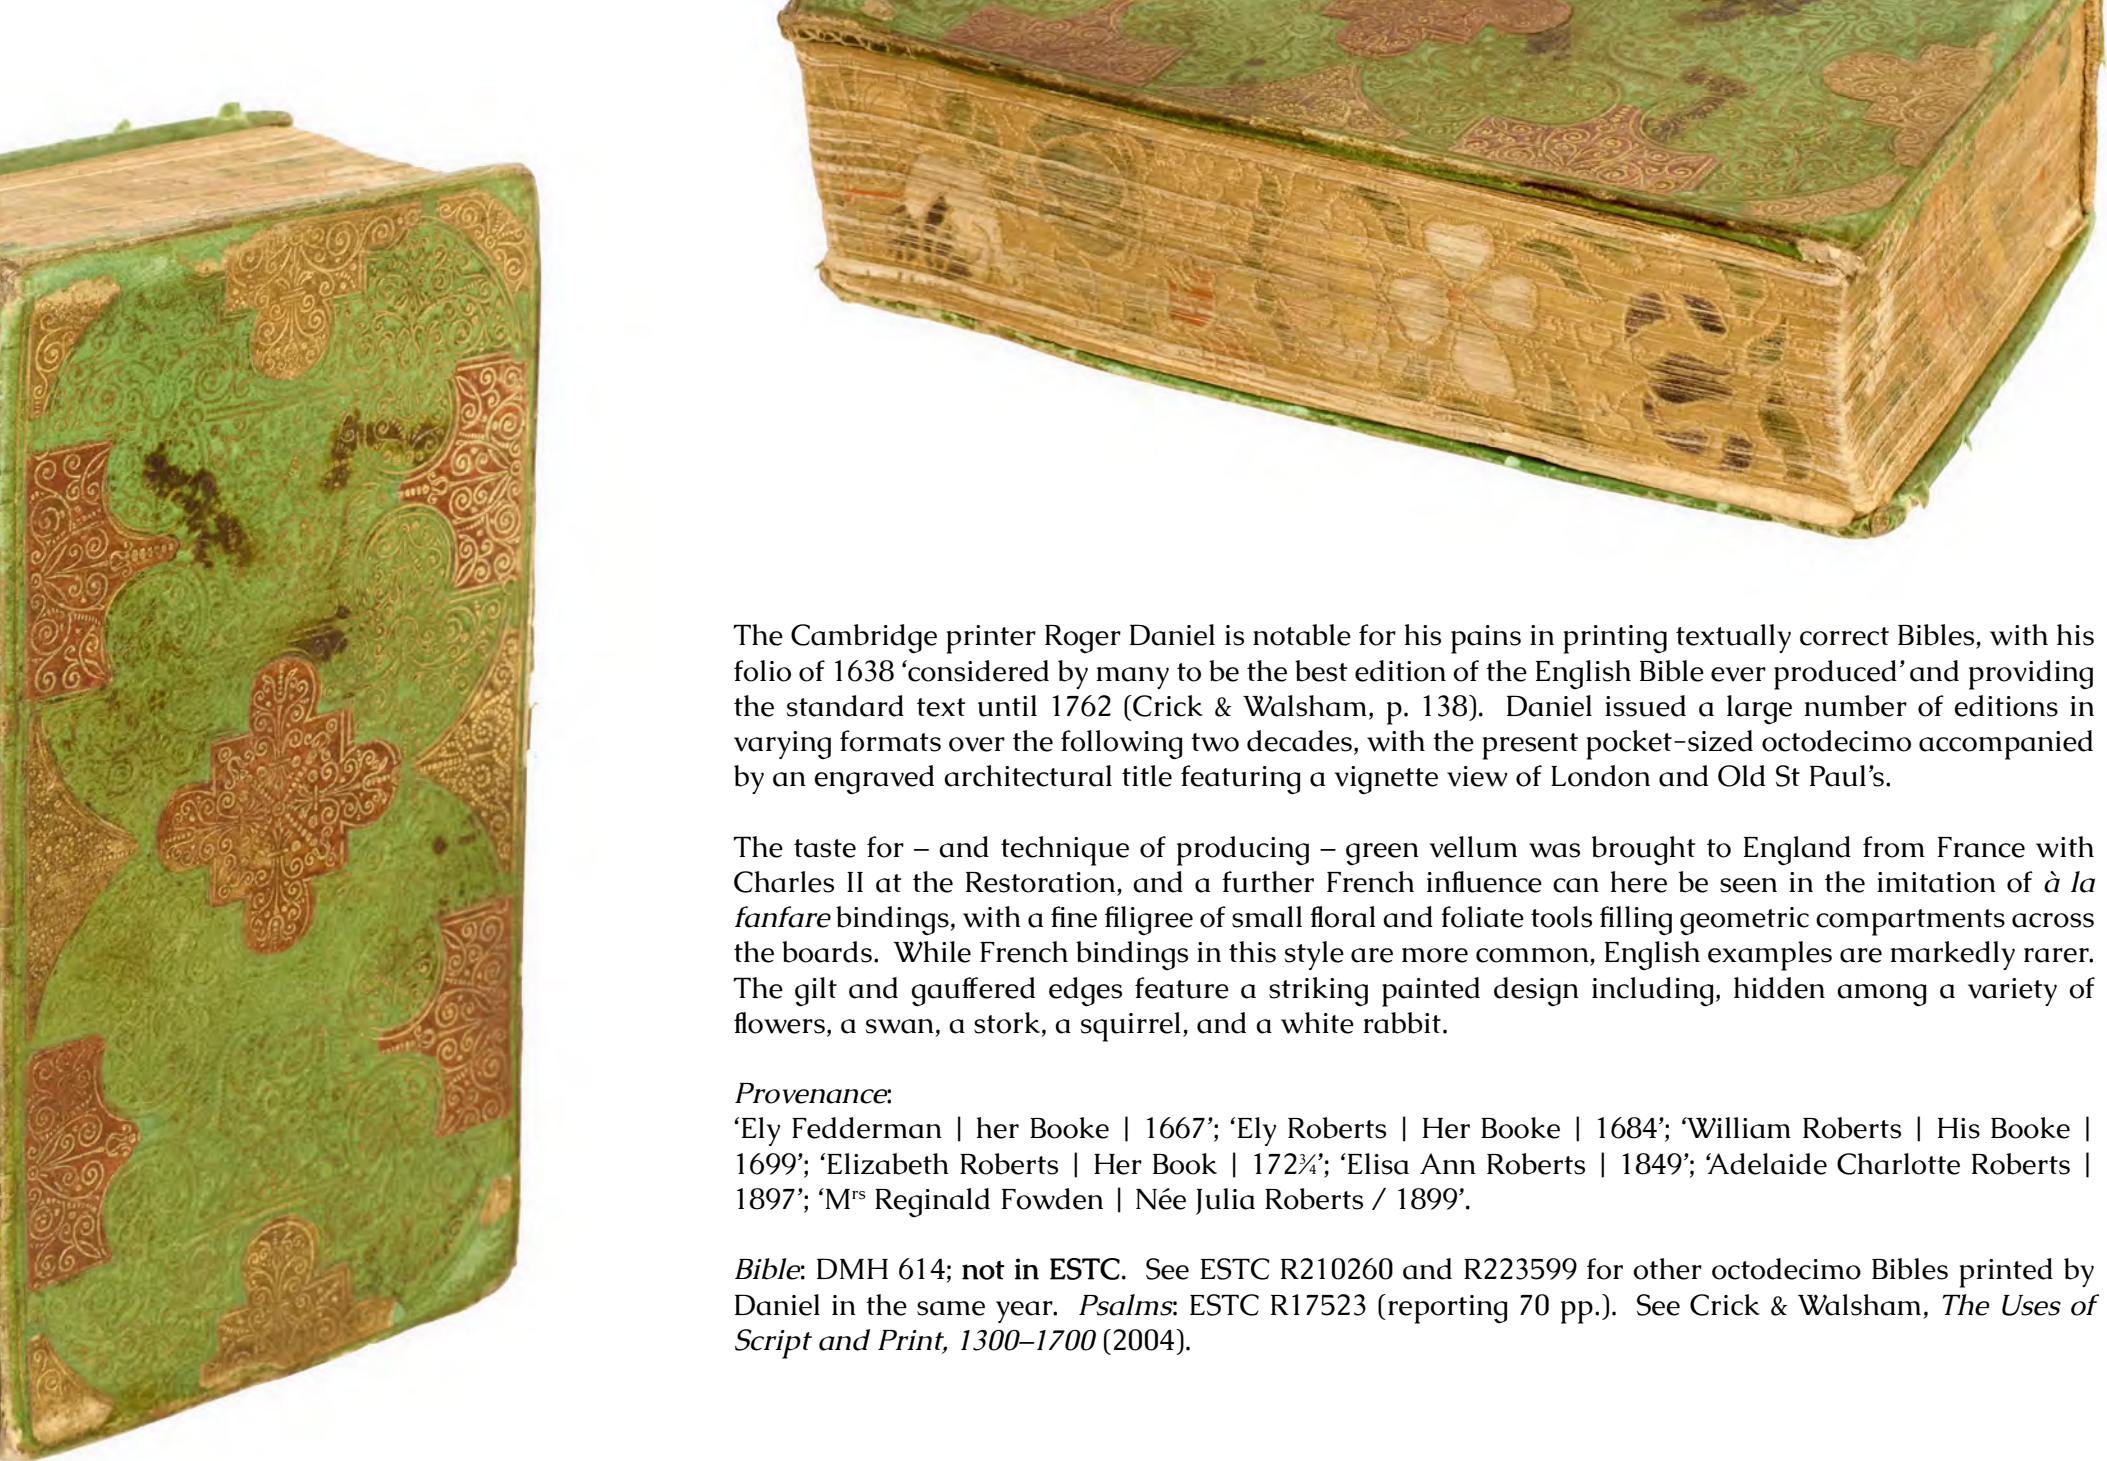 The Cambridge printer Roger Daniel is notable for his pains in printing textually correct Bibles, with his
folio of 1638 ‘considered by many to be the best edition of the English Bible ever produced’ and providing
the standard text until 1762 (Crick & Walsham, p. 138).  Daniel issued a large number of editions in
varying formats over the following two decades, with the present pocket-sized octodecimo accompanied
by an engraved architectural title featuring a vignette view of London and Old St Paul’s.
The taste for – and technique of producing – green vellum was brought to England from France with
Charles II at the Restoration, and a further French influence can here be seen in the imitation of à la
fanfare bindings, with a fine filigree of small floral and foliate tools filling geometric compartments across
the boards.  While French bindings in this style are more common, English examples are markedly rarer.
The gilt and gauffered edges feature a striking painted design including, hidden among a variety of
flowers, a swan, a stork, a squirrel, and a white rabbit.
Provenance:
‘Ely Fedderman | her Booke | 1667’; ‘Ely Roberts | Her Booke | 1684’; ‘William Roberts | His Booke |
1699’; ‘Elizabeth Roberts | Her Book | 172¾’; ‘Elisa Ann Roberts | 1849’; ‘Adelaide Charlotte Roberts |
1897’; ‘Mrs Reginald Fowden | Née Julia Roberts / 1899’.
Bible: DMH 614; not in ESTC.  See ESTC R210260 and R223599 for other octodecimo Bibles printed by
Daniel in the same year.  Psalms: ESTC R17523 (reporting 70 pp.).  See Crick & Walsham, The Uses of
Script and Print, 1300–1700 (2004).